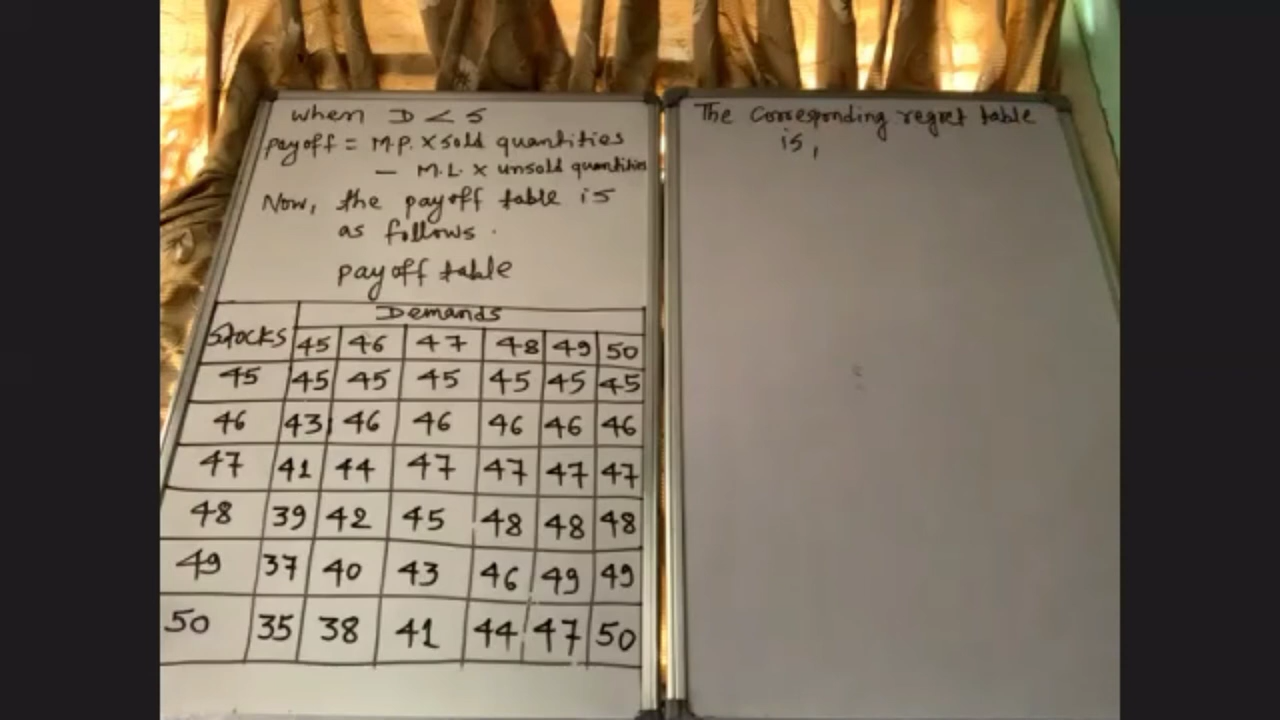 when D < S
payoff = M.P. x sold quantities
— M.L. x unsold quantities
Now, the payoff table is
as follows.
payoff table
Demands
Stocks 45 46 47 48 49 50
45 45 45 45 45 45 45
46 43 46 46 46 46 46
47 41 44 47 47 47 47
48 39 42 45 48 48 48
49 37 40 43 46 49 49
50 35 38 41 44 47 50
The corresponding regret table
is,